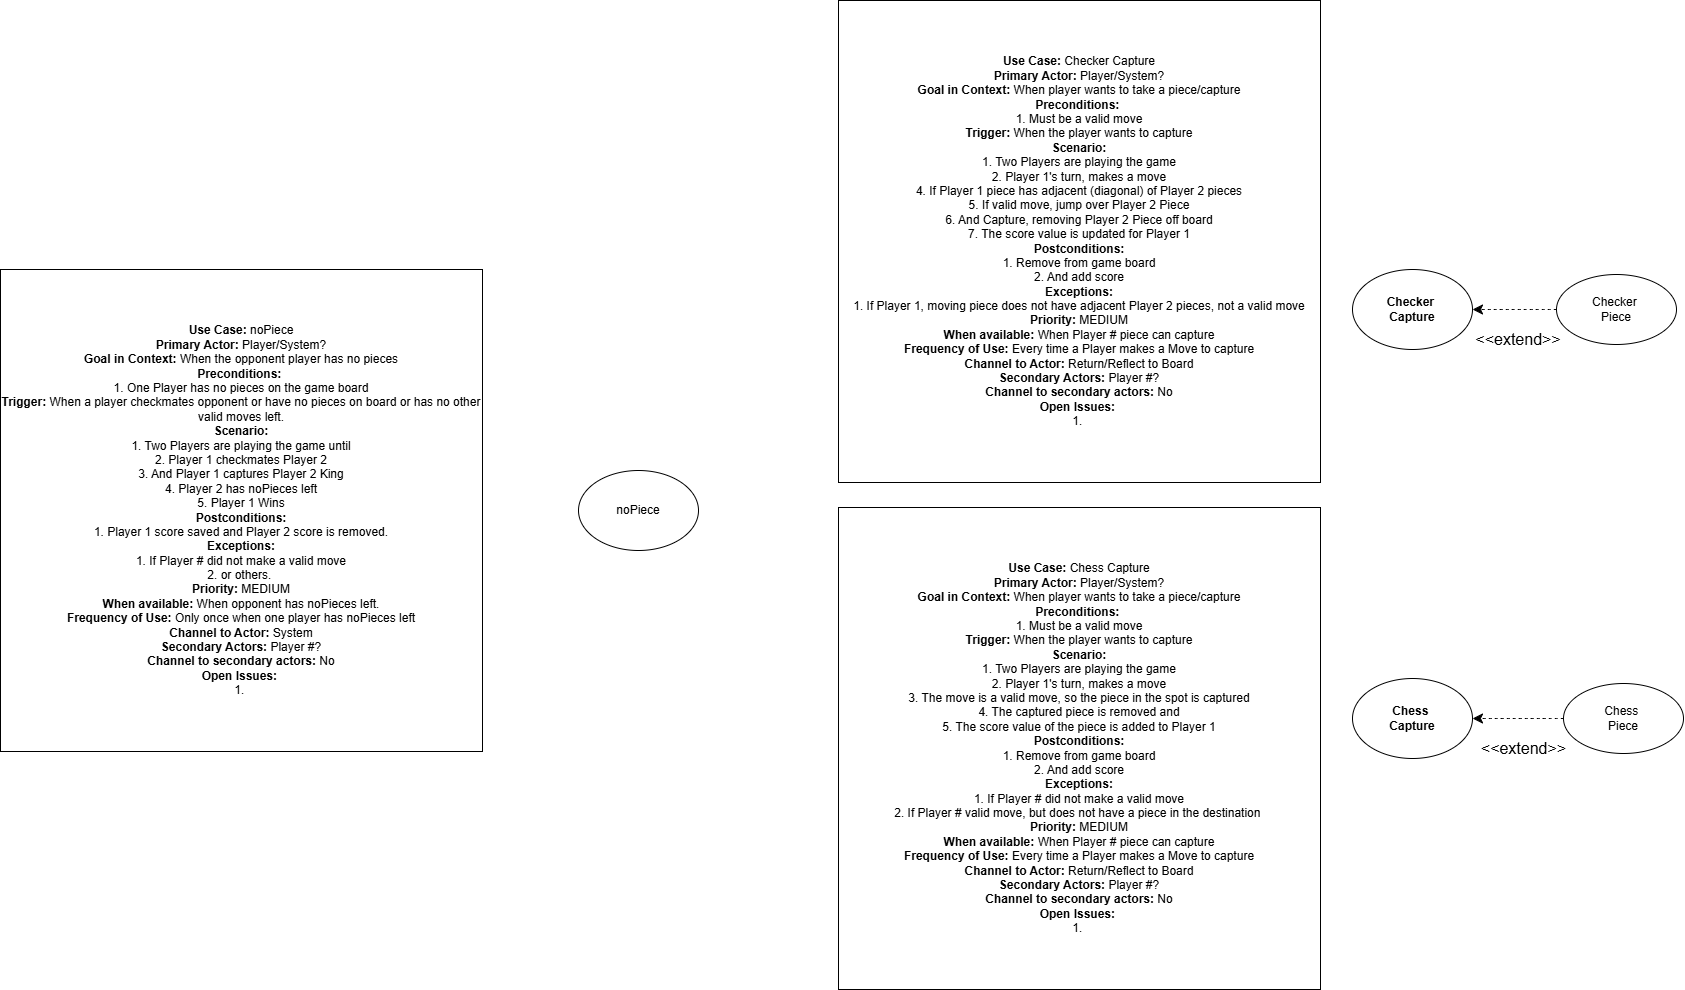 Use Case: noPiece
Primary Actor: Player/System?
Goal in Context: When the opponent player has no pieces
Preconditions:
1. One Player has no pieces on the game board
Trigger: When a player checkmates opponent or have no pieces on board or has no other
valid moves left.
Scenario:
1. Two Players are playing the game until
2. Player 1 checkmates Player 2
3. And Player 1 captures Player 2 King
4. Player 2 has noPieces left
5. Player 1 Wins
Postconditions:
1. Player 1 score saved and Player 2 score is removed.
Exceptions:
1. If Player # did not make a valid move
2. or others.
Priority: MEDIUM
When available: When opponent has noPieces left.
Frequency of Use: Only once when one player has noPieces left
Channel to Actor: System
Secondary Actors: Player #?
Channel to secondary actors: No
Open Issues:
1.
noPiece
Use Case: Checker Capture
Primary Actor: Player/System?
Goal in Context: When player wants to take a piece/capture
Preconditions:
1. Must be a valid move
Trigger: When the player wants to capture
Scenario:
1. Two Players are playing the game
2. Player 1's turn, makes a move
4. If Player 1 piece has adjacent (diagonal) of Player 2 pieces
5. If valid move, jump over Player 2 Piece
6. And Capture, removing Player 2 Piece off board
7. The score value is updated for Player 1
Postconditions:
1. Remove from game board
2. And add score
Exceptions:
1. If Player 1, moving piece does not have adjacent Player 2 pieces, not a valid move
Priority: MEDIUM
When available: When Player # piece can capture
Frequency of Use: Every time a Player makes a Move to capture
Channel to Actor: Return/Reflect to Board
Secondary Actors: Player #?
Channel to secondary actors: No
Open Issues:
1.
Checker
Capture
<<extend>>
Checker
Piece
Use Case: Chess Capture
Primary Actor: Player/System?
Goal in Context: When player wants to take a piece/capture
Preconditions:
1. Must be a valid move
Trigger: When the player wants to capture
Scenario:
1. Two Players are playing the game
2. Player 1's turn, makes a move
3. The move is a valid move, so the piece in the spot is captured
4. The captured piece is removed and
5. The score value of the piece is added to Player 1
Postconditions:
1. Remove from game board
2. And add score
Exceptions:
1. If Player # did not make a valid move
2. If Player # valid move, but does not have a piece in the destination
Priority: MEDIUM
When available: When Player # piece can capture
Frequency of Use: Every time a Player makes a Move to capture
Channel to Actor: Return/Reflect to Board
Secondary Actors: Player #?
Channel to secondary actors: No
Open Issues:
1.
Chess
Capture
<<extend>>
Chess
Piece